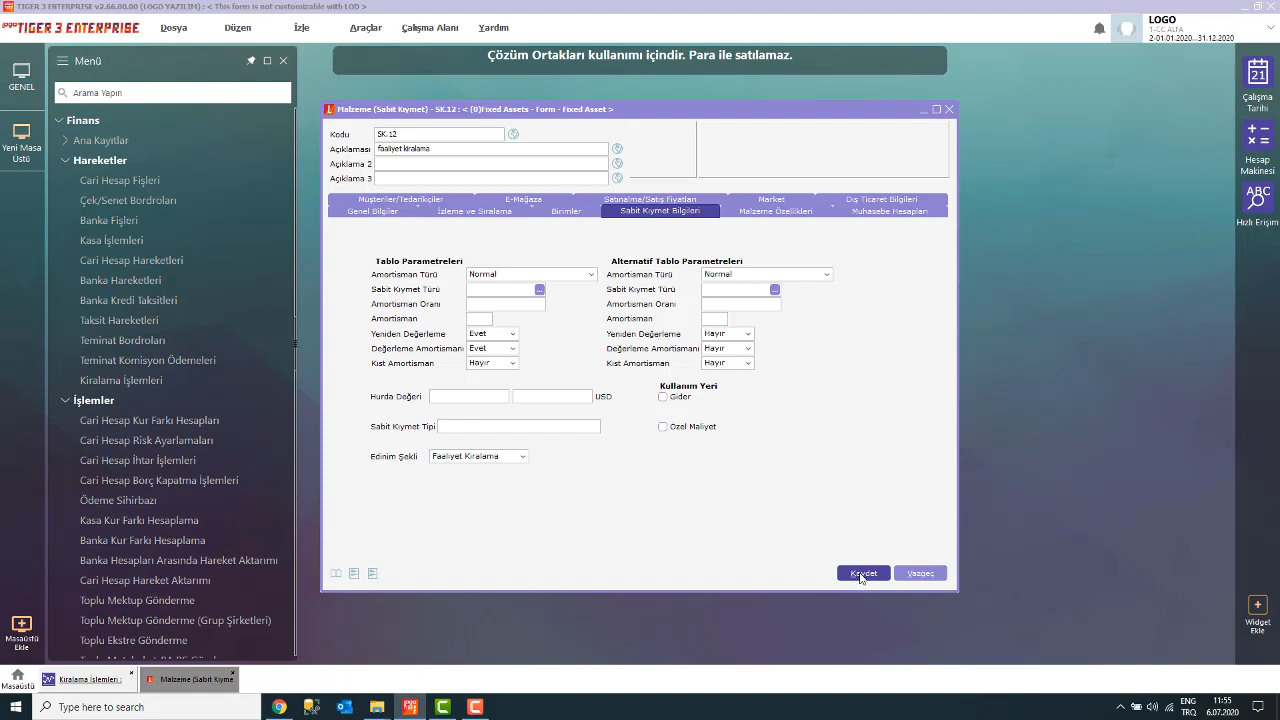 TIGER 3 ENTERPRISE v2.66.00.00 (LOGO YAZILIM) : < This form is not customizable with LOD >
LOGO TIGER 3 ENTERPRISE
Dosya
Düzen
İzle
Araçlar
Çalışma Alanı
Yardım
LOGO
1-CC ALFA
2-01.01.2020...31.12.2020
Çözüm Ortakları kullanımı içindir. Para ile satılamaz.
GENEL
Yeni Masa
Üstü
Masaüstü
Ekle
Menü
Arama Yapın
Finans
Ana Kayıtlar
Hareketler
Cari Hesap Fişleri
Çek/Senet Bordroları
Banka Fişleri
Kasa İşlemleri
Cari Hesap Hareketleri
Banka Hareketleri
Banka Kredi Taksitleri
Taksit Hareketleri
Teminat Bordroları
Teminat Komisyon Ödemeleri
Kiralama İşlemleri
İşlemler
Cari Hesap Kur Farkı Hesapları
Cari Hesap Risk Ayarlamaları
Cari Hesap İhtar İşlemleri
Cari Hesap Borç Kapatma İşlemleri
Ödeme Sihirbazı
Kasa Kur Farkı Hesaplama
Banka Kur Farkı Hesaplama
Banka Hesapları Arasında Hareket Aktarımı
Cari Hesap Hareket Aktarımı
Toplu Mektup Gönderme
Toplu Mektup Gönderme (Grup Şirketleri)
Toplu Ekstre Gönderme
Malzeme (Sabit Kıymet) - SK.12 : < (0)Fixed Assets - Form - Fixed Asset >
Kodu SK.12
Açıklaması faaliyet kiralama
Açıklama 2
Açıklama 3
Müşteriler/Tedarikçiler E-Mağaza Satınalma/Satış Fiyatları Market Dış Ticaret Bilgileri
Genel Bilgiler İzleme ve Sıralama Birimler Sabit Kıymet Bilgileri Malzeme Özellikleri Muhasebe Hesapları
Tablo Parametreleri Alternatif Tablo Parametreleri
Amortisman Türü Normal Amortisman Türü Normal
Sabit Kıymet Türü ... Sabit Kıymet Türü ...
Amortisman Oranı Amortisman Oranı
Amortisman Amortisman
Yeniden Değerleme Evet Yeniden Değerleme Hayır
Değerleme Amortismanı Evet Değerleme Amortismanı Hayır
Kıst Amortisman Hayır Kıst Amortisman Hayır
Kullanım Yeri
Hurda Değeri USD Gider
Sabit Kıymet Tipi Özel Maliyet
Edinim Şekli Faaliyet Kiralama
Kaydet Vazgeç
21
Çalışma
Tarihi
Hesap
Makinesi
ABC
Hızlı Erişim
Widget
Ekle
Masaüstü
Kiralama İşlemleri :
Malzeme (Sabit Kıyme
Type here to search
ENG
TRQ
11:55
6.07.2020